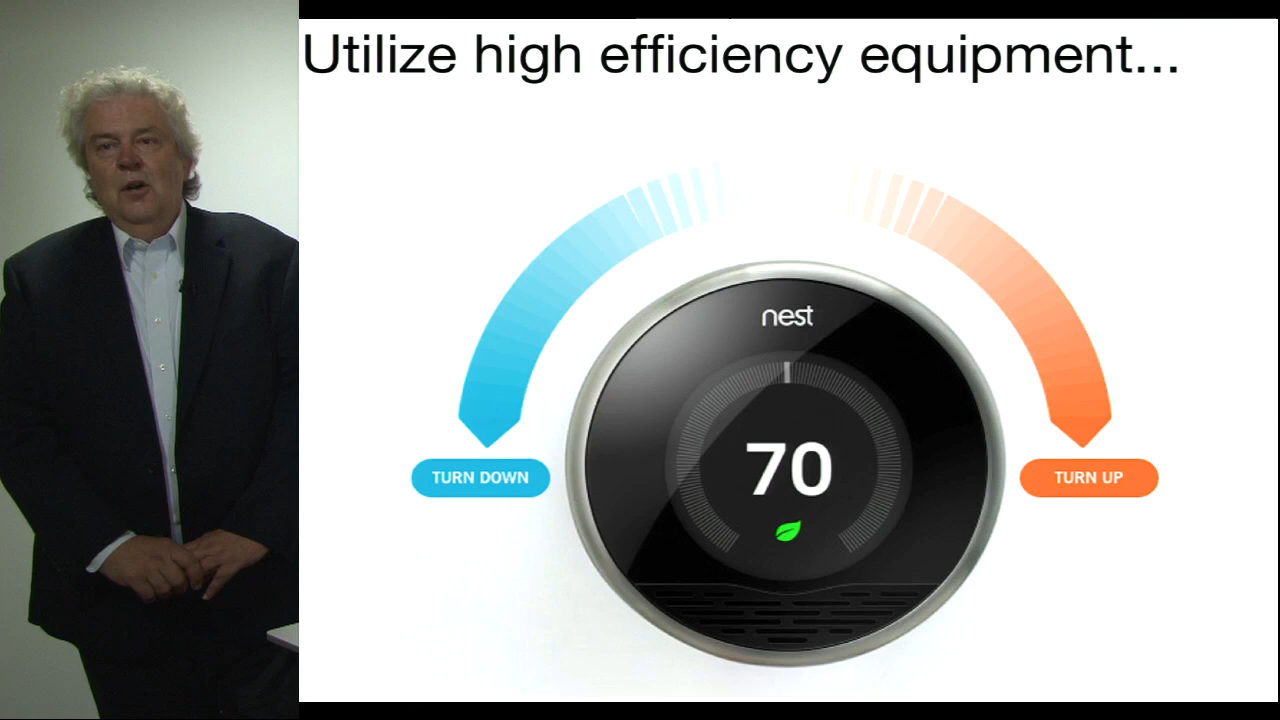 Utilize high efficiency equipment...
nest
70
TURN DOWN
TURN UP